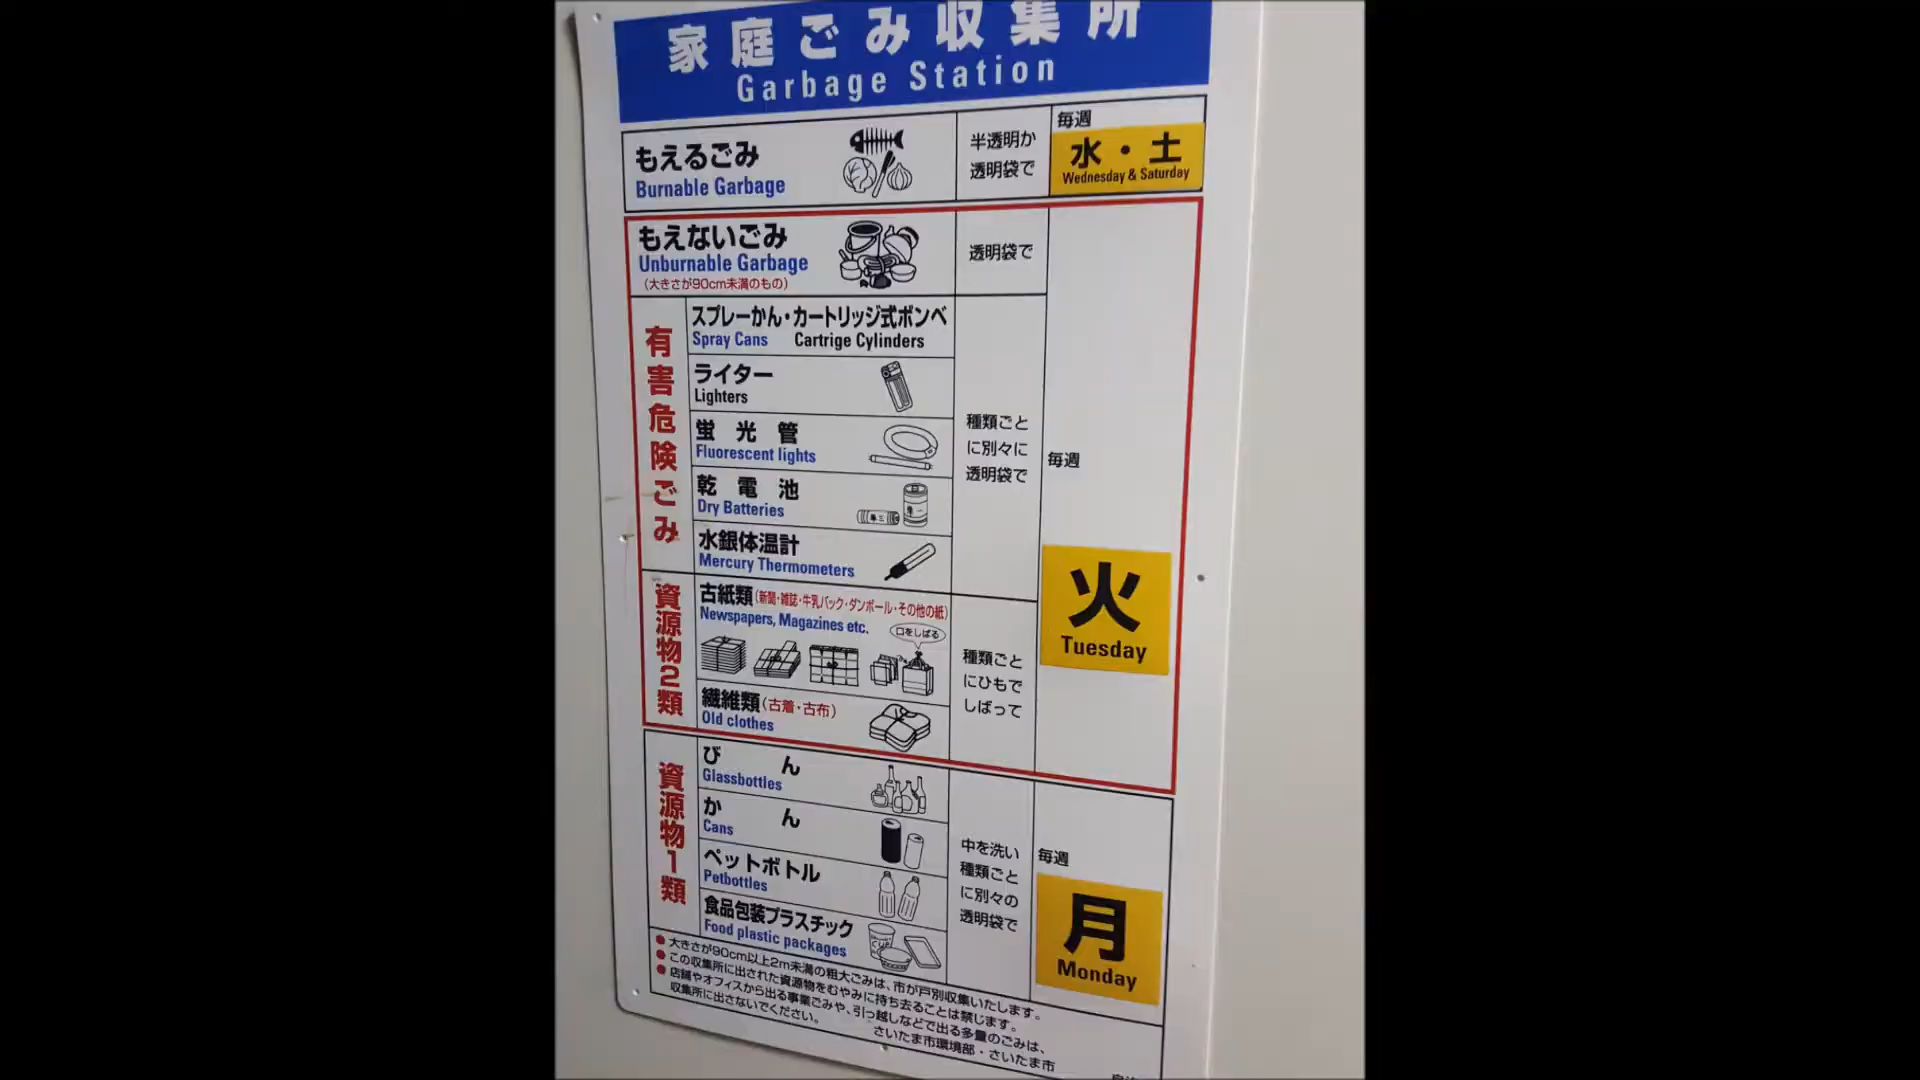 家庭ごみ収集所
Garbage Station
もえるごみ
Burnable Garbage
半透明か
透明袋で
毎週
水・土
Wednesday & Saturday
もえないごみ
Unburnable Garbage
(大きさが90cm未満のもの)
透明袋で
有害危険ごみ
スプレーかん・カートリッジ式ボンベ
Spray Cans Cartrige Cylinders
ライター
Lighters
蛍光管
Fluorescent lights
乾電池
Dry Batteries
水銀体温計
Mercury Thermometers
種類ごと
に別々に
透明袋で
毎週
火
Tuesday
資源物2類
古紙類(新聞・雑誌・牛乳パック・ダンボール・その他の紙)
Newspapers, Magazines etc.
口をしばる
繊維類(古着・古布)
Old clothes
種類ごと
にひもで
しばって
資源物1類
びん
Glassbottles
かん
Cans
ペットボトル
Petbottles
食品包装プラスチック
Food plastic packages
CUP
中を洗い
種類ごと
に別々の
透明袋で
毎週
月
Monday
●大きさが90cm以上2m未満の粗大ごみは、市が戸別収集いたします。
●この収集所に出された資源物をむやみに持ち去ることは禁じます。
●店舗やオフィスから出る事業ごみや、引っ越しなどで出る多量のごみは、
収集所に出さないでください。
さいたま市環境部・さいたま市